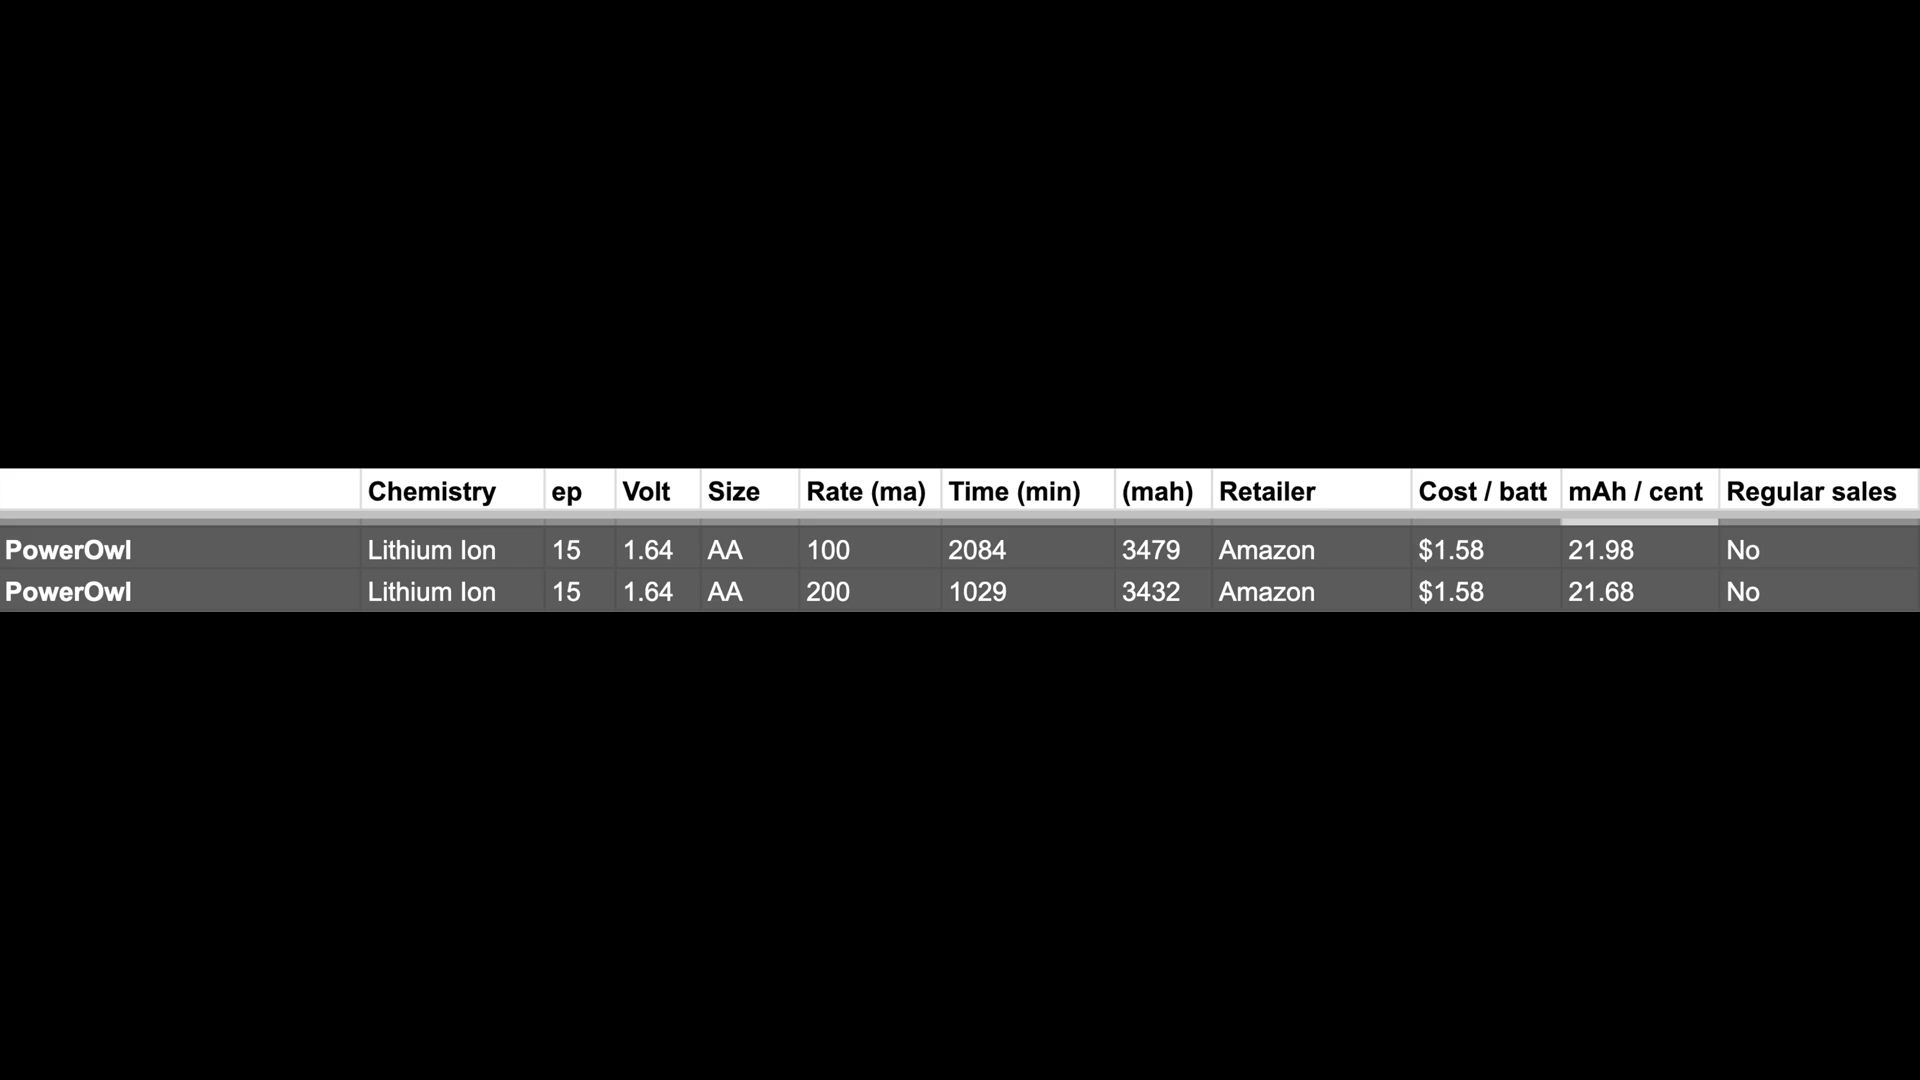 Chemistry ep Volt Size Rate (ma) Time (min) (mah) Retailer Cost / batt mAh / cent Regular sales
PowerOwl Lithium Ion 15 1.64 AA 100 2084 3479 Amazon $1.58 21.98 No
PowerOwl Lithium Ion 15 1.64 AA 200 1029 3432 Amazon $1.58 21.68 No